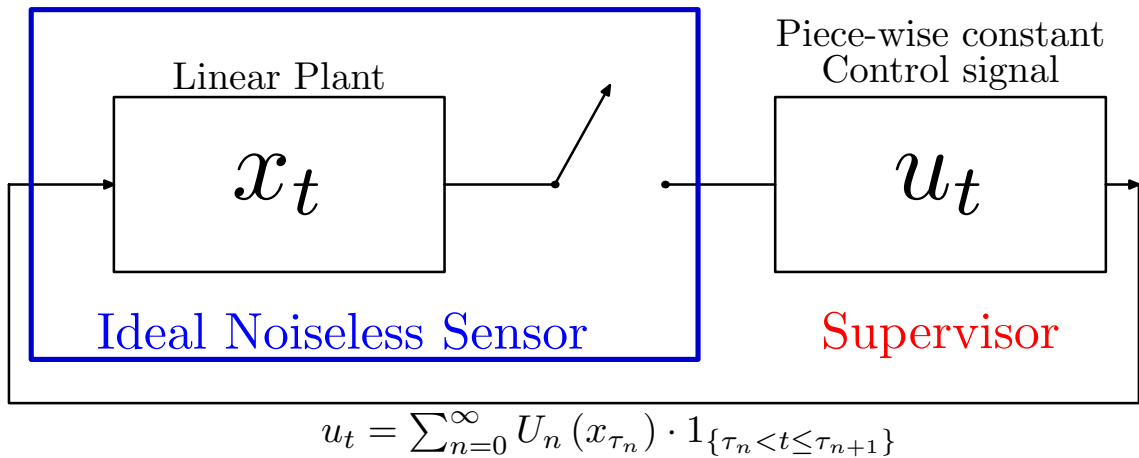 Piece-wise constant
Control signal
Linear Plant
x_t
u_t
Ideal Noiseless Sensor
Supervisor
u_t = \sum_{n=0}^{\infty} U_n (x_{\tau_n}) \cdot 1_{\{\tau_n < t \leq \tau_{n+1}\}}